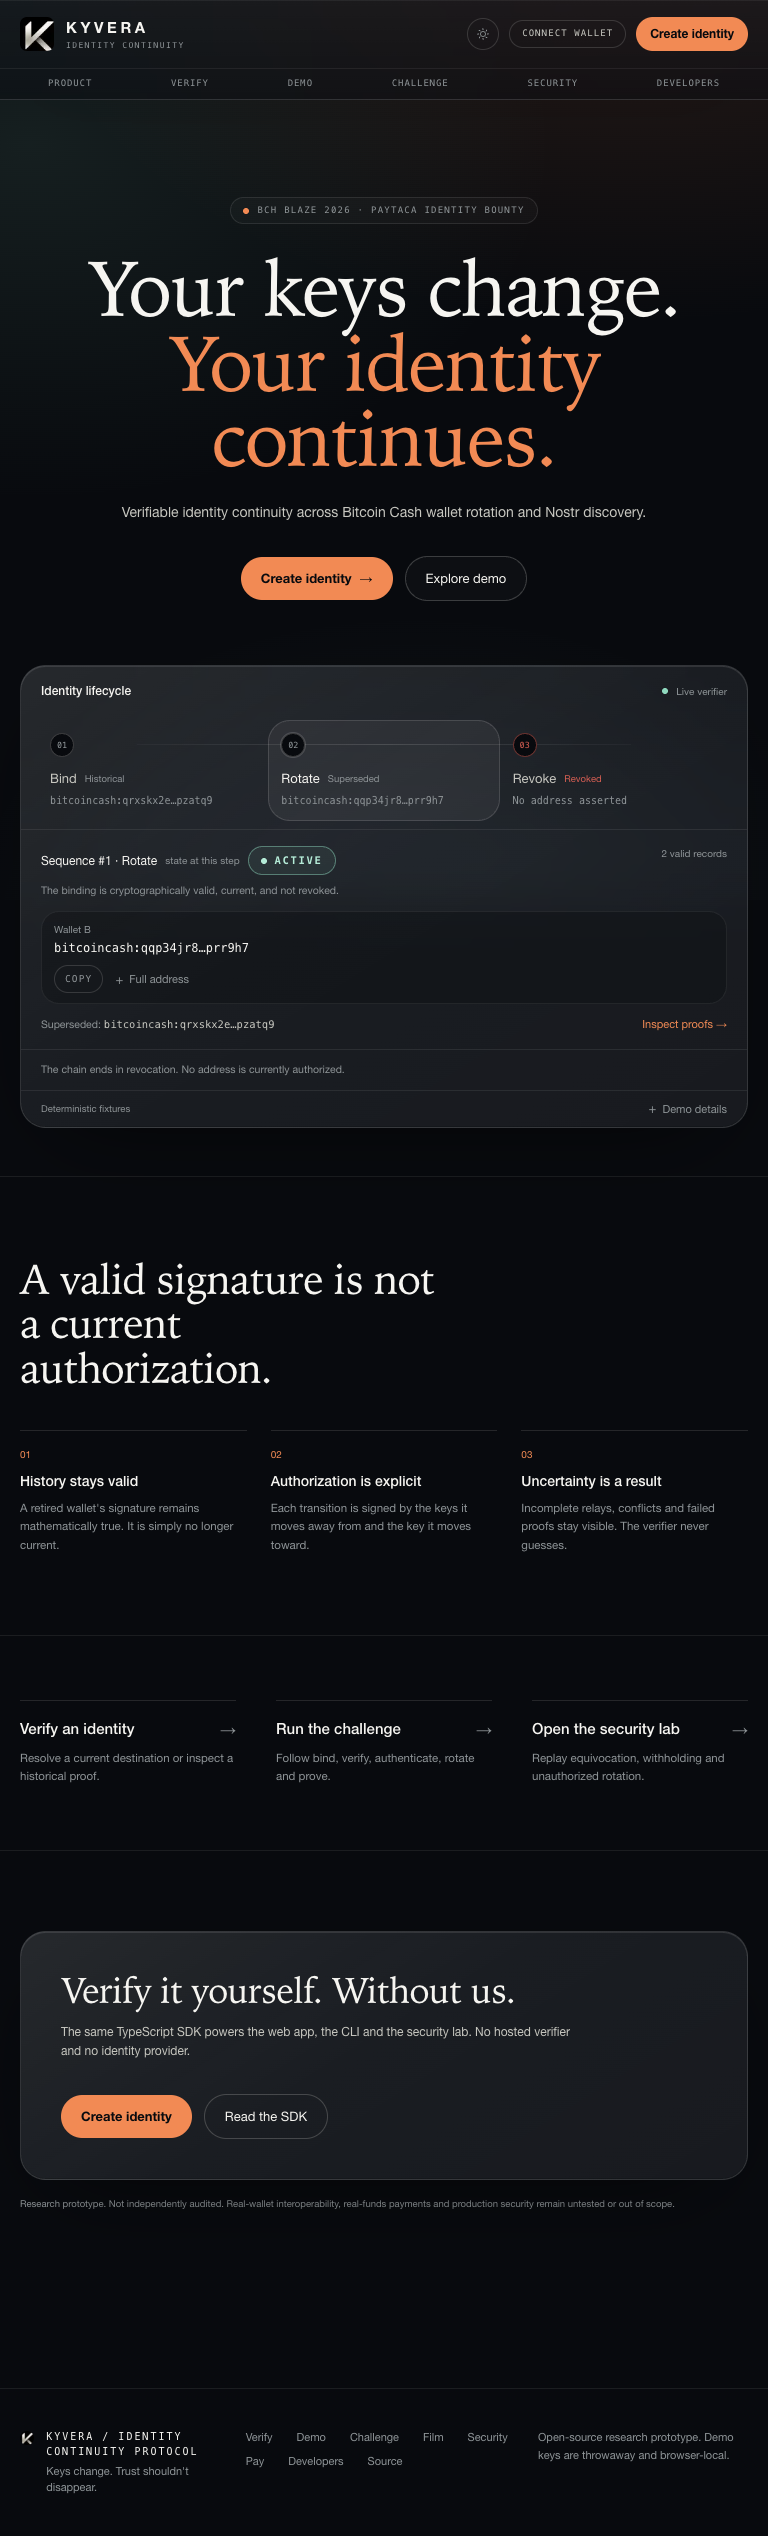 KYVERA
IDENTITY CONTINUITY
CONNECT WALLET
Create identity
PRODUCT
VERIFY
DEMO
CHALLENGE
SECURITY
DEVELOPERS
BCH BLAZE 2026 · PAYTACA IDENTITY BOUNTY
Your keys change.
Your identity
continues.
Verifiable identity continuity across Bitcoin Cash wallet rotation and Nostr discovery.
Create identity →
Explore demo
Identity lifecycle
Live verifier
01
Bind Historical
bitcoincash:qrxskx2e…pzatq9
02
Rotate Superseded
bitcoincash:qqp34jr8…prr9h7
03
Revoke Revoked
No address asserted
Sequence #1 · Rotate state at this step ACTIVE
2 valid records
The binding is cryptographically valid, current, and not revoked.
Wallet B
bitcoincash:qqp34jr8…prr9h7
COPY
+ Full address
Superseded: bitcoincash:qrxskx2e…pzatq9
Inspect proofs →
The chain ends in revocation. No address is currently authorized.
Deterministic fixtures
+ Demo details
A valid signature is not
a current
authorization.
01
History stays valid
A retired wallet's signature remains
mathematically true. It is simply no longer
current.
02
Authorization is explicit
Each transition is signed by the keys it
moves away from and the key it moves
toward.
03
Uncertainty is a result
Incomplete relays, conflicts and failed
proofs stay visible. The verifier never
guesses.
Verify an identity →
Resolve a current destination or inspect a
historical proof.
Run the challenge →
Follow bind, verify, authenticate, rotate
and prove.
Open the security lab →
Replay equivocation, withholding and
unauthorized rotation.
Verify it yourself. Without us.
The same TypeScript SDK powers the web app, the CLI and the security lab. No hosted verifier
and no identity provider.
Create identity
Read the SDK
Research prototype. Not independently audited. Real-wallet interoperability, real-funds payments and production security remain untested or out of scope.
KYVERA / IDENTITY
CONTINUITY PROTOCOL
Keys change. Trust shouldn't
disappear.
Verify
Demo
Challenge
Film
Security
Pay
Developers
Source
Open-source research prototype. Demo
keys are throwaway and browser-local.